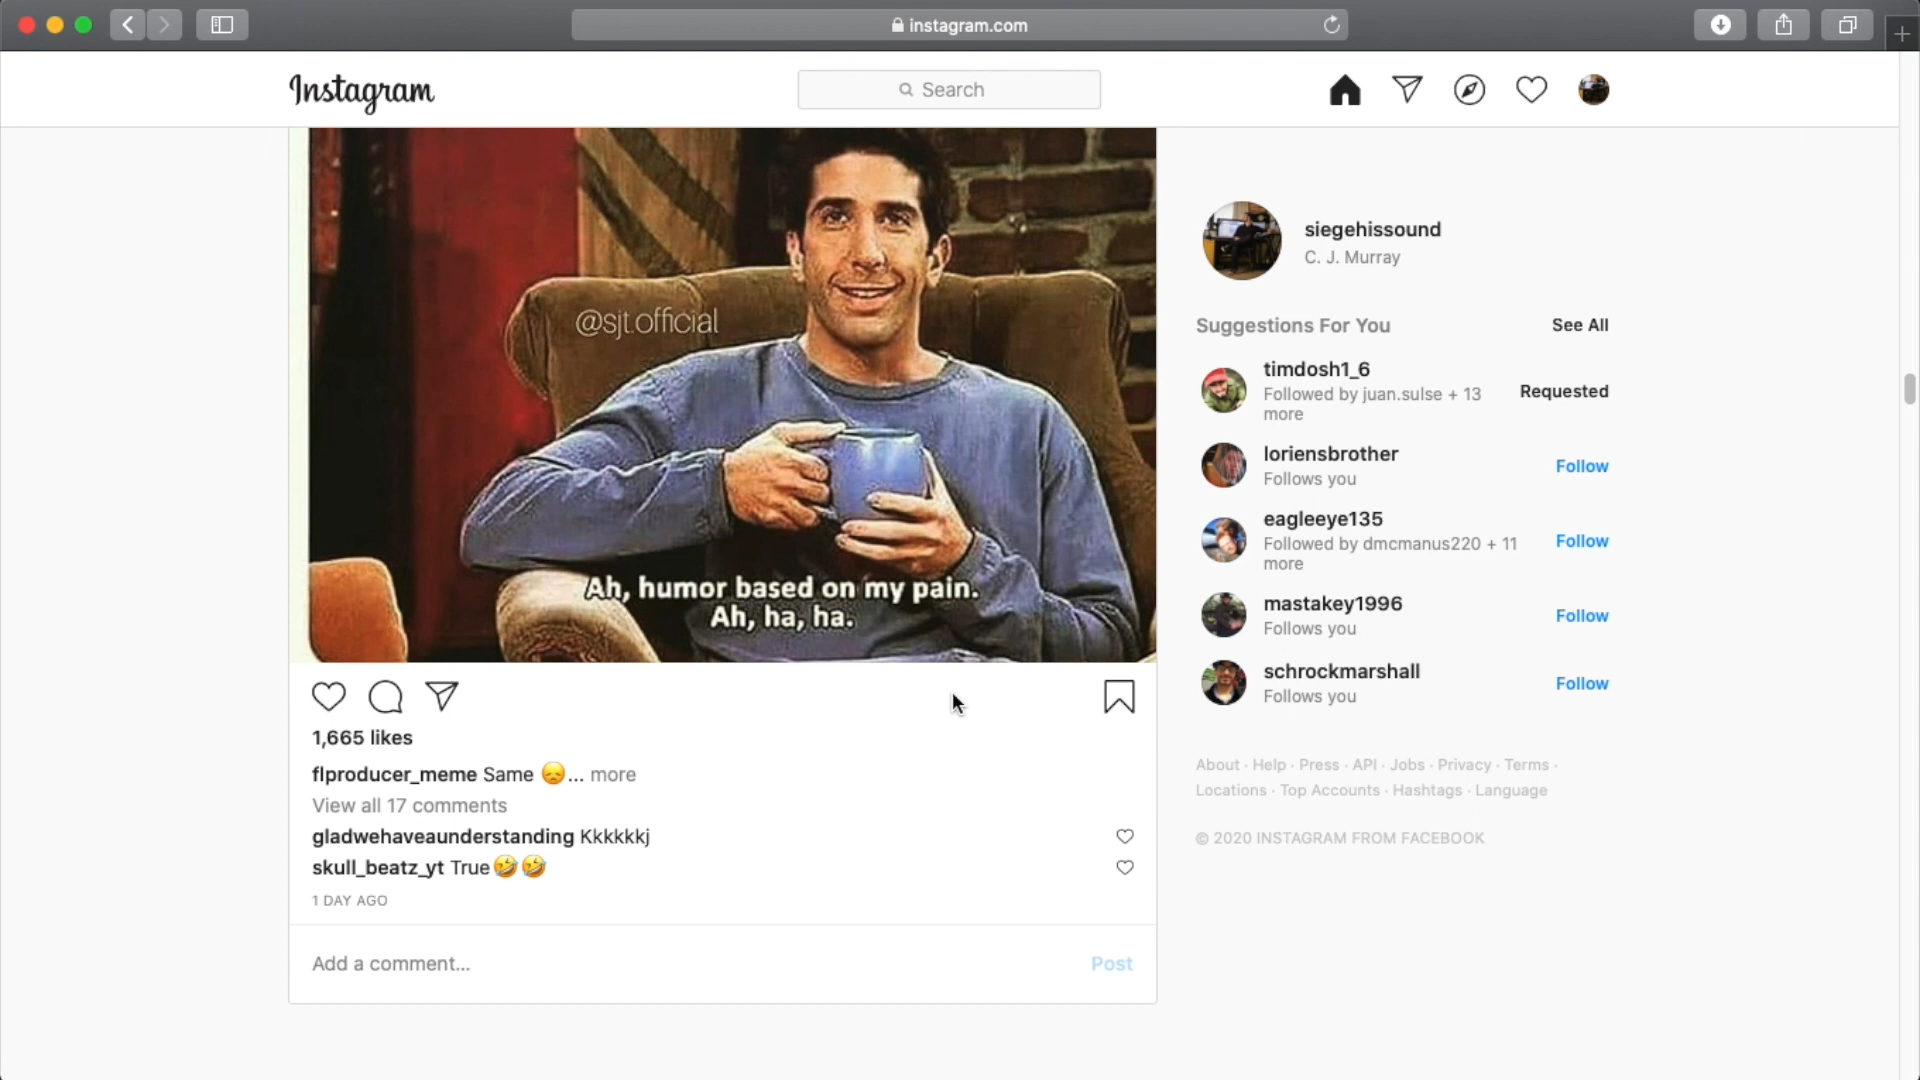 instagram.com
Instagram
Search
@sjt.official
Ah, humor based on my pain.
Ah, ha, ha.
1,665 likes
flproducer_meme Same 😞... more
View all 17 comments
gladwehaveaunderstanding Kkkkkkj
skull_beatz_yt True🤣🤣
1 DAY AGO
Add a comment...
Post
siegehissound
C. J. Murray
Suggestions For You
See All
timdosh1_6
Followed by juan.sulse + 13
more
Requested
loriensbrother
Follows you
Follow
eagleeye135
Followed by dmcmanus220 + 11
more
Follow
mastakey1996
Follows you
Follow
schrockmarshall
Follows you
Follow
About · Help · Press · API · Jobs · Privacy · Terms ·
Locations · Top Accounts · Hashtags · Language
© 2020 INSTAGRAM FROM FACEBOOK